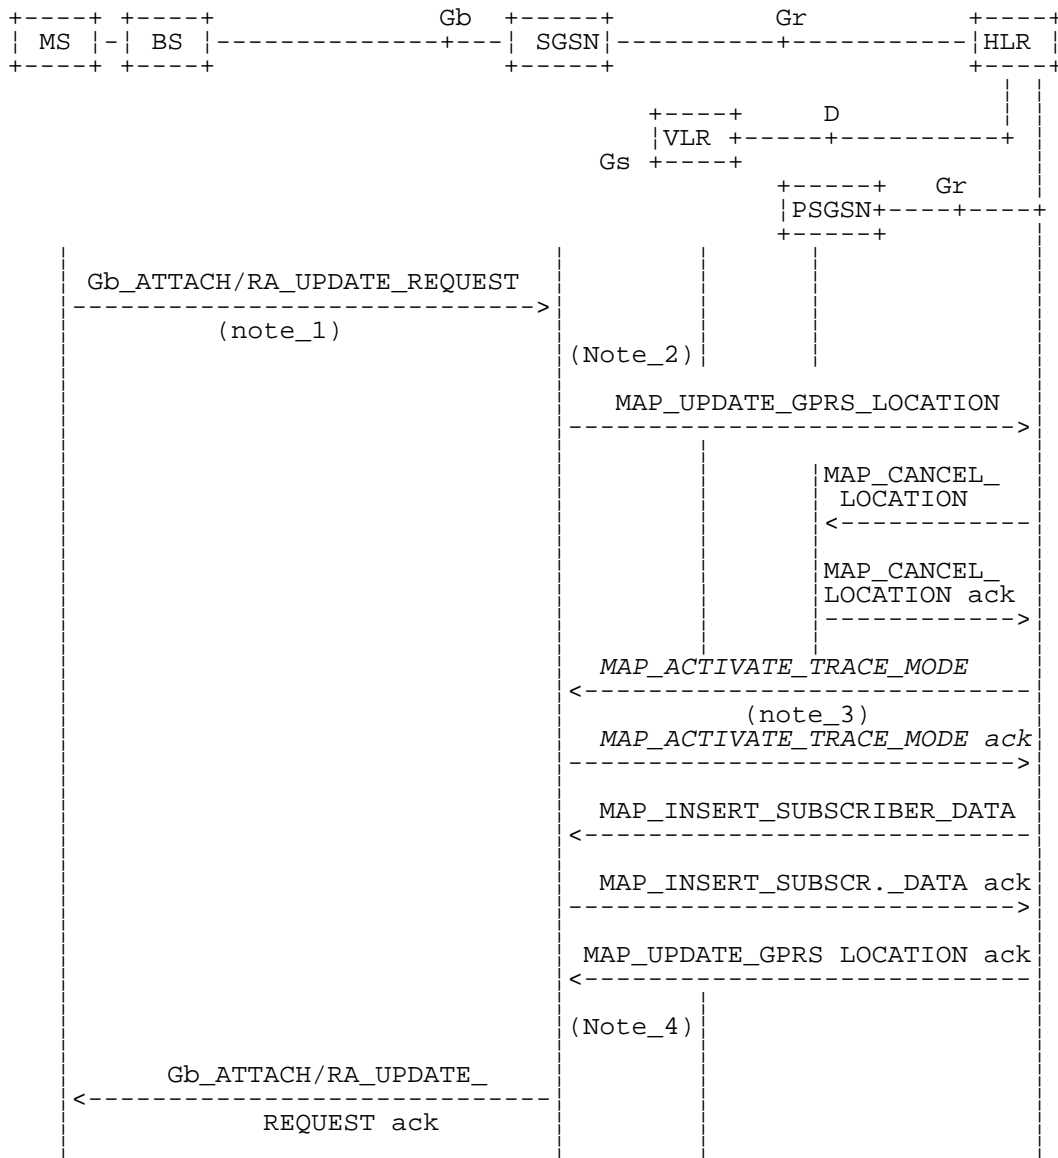 Gb Gr
MS BS SGSN HLR
D
VLR
Gs
Gr
PSGSN
Gb_ATTACH/RA_UPDATE_REQUEST
(note_1)
(Note_2)
MAP_UPDATE_GPRS_LOCATION
MAP_CANCEL_
LOCATION
MAP_CANCEL_
LOCATION ack
MAP_ACTIVATE_TRACE_MODE
(note_3)
MAP_ACTIVATE_TRACE_MODE ack
MAP_INSERT_SUBSCRIBER_DATA
MAP_INSERT_SUBSCR._DATA ack
MAP_UPDATE_GPRS LOCATION ack
(Note_4)
Gb_ATTACH/RA_UPDATE_
REQUEST ack